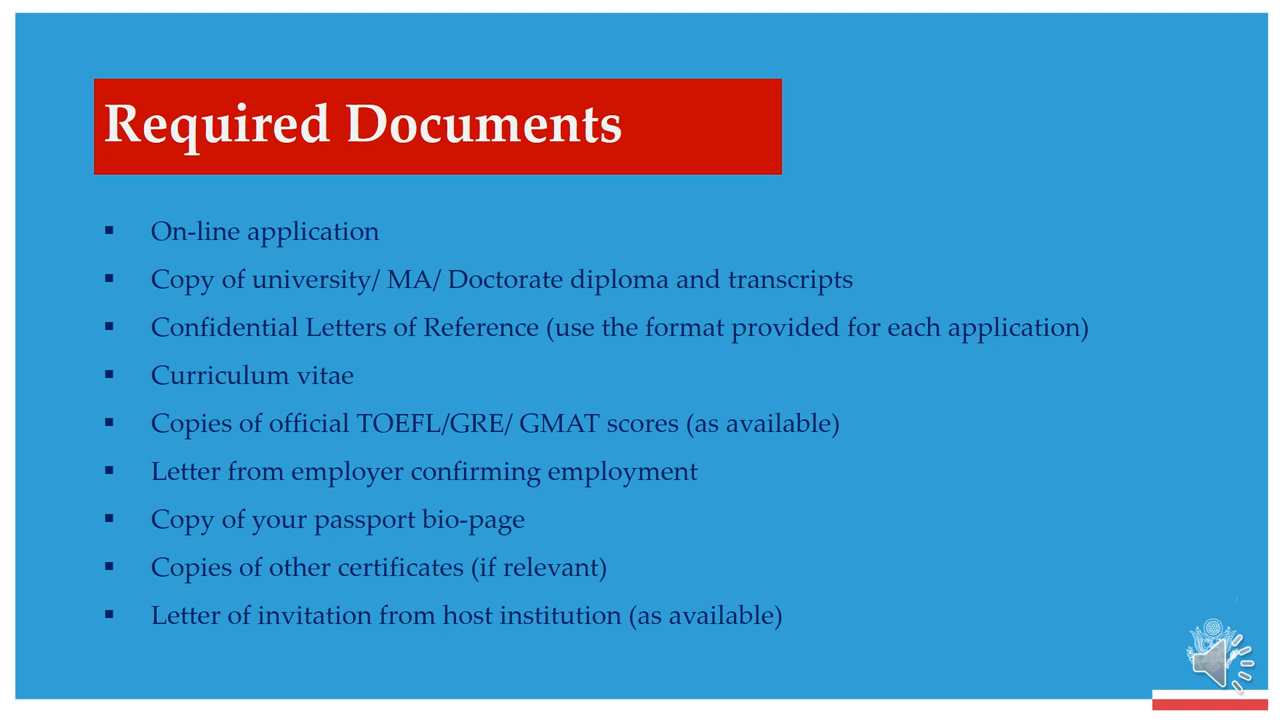 Required Documents
On-line application
Copy of university/ MA/ Doctorate diploma and transcripts
Confidential Letters of Reference (use the format provided for each application)
Curriculum vitae
Copies of official TOEFL/GRE/ GMAT scores (as available)
Letter from employer confirming employment
Copy of your passport bio-page
Copies of other certificates (if relevant)
Letter of invitation from host institution (as available)